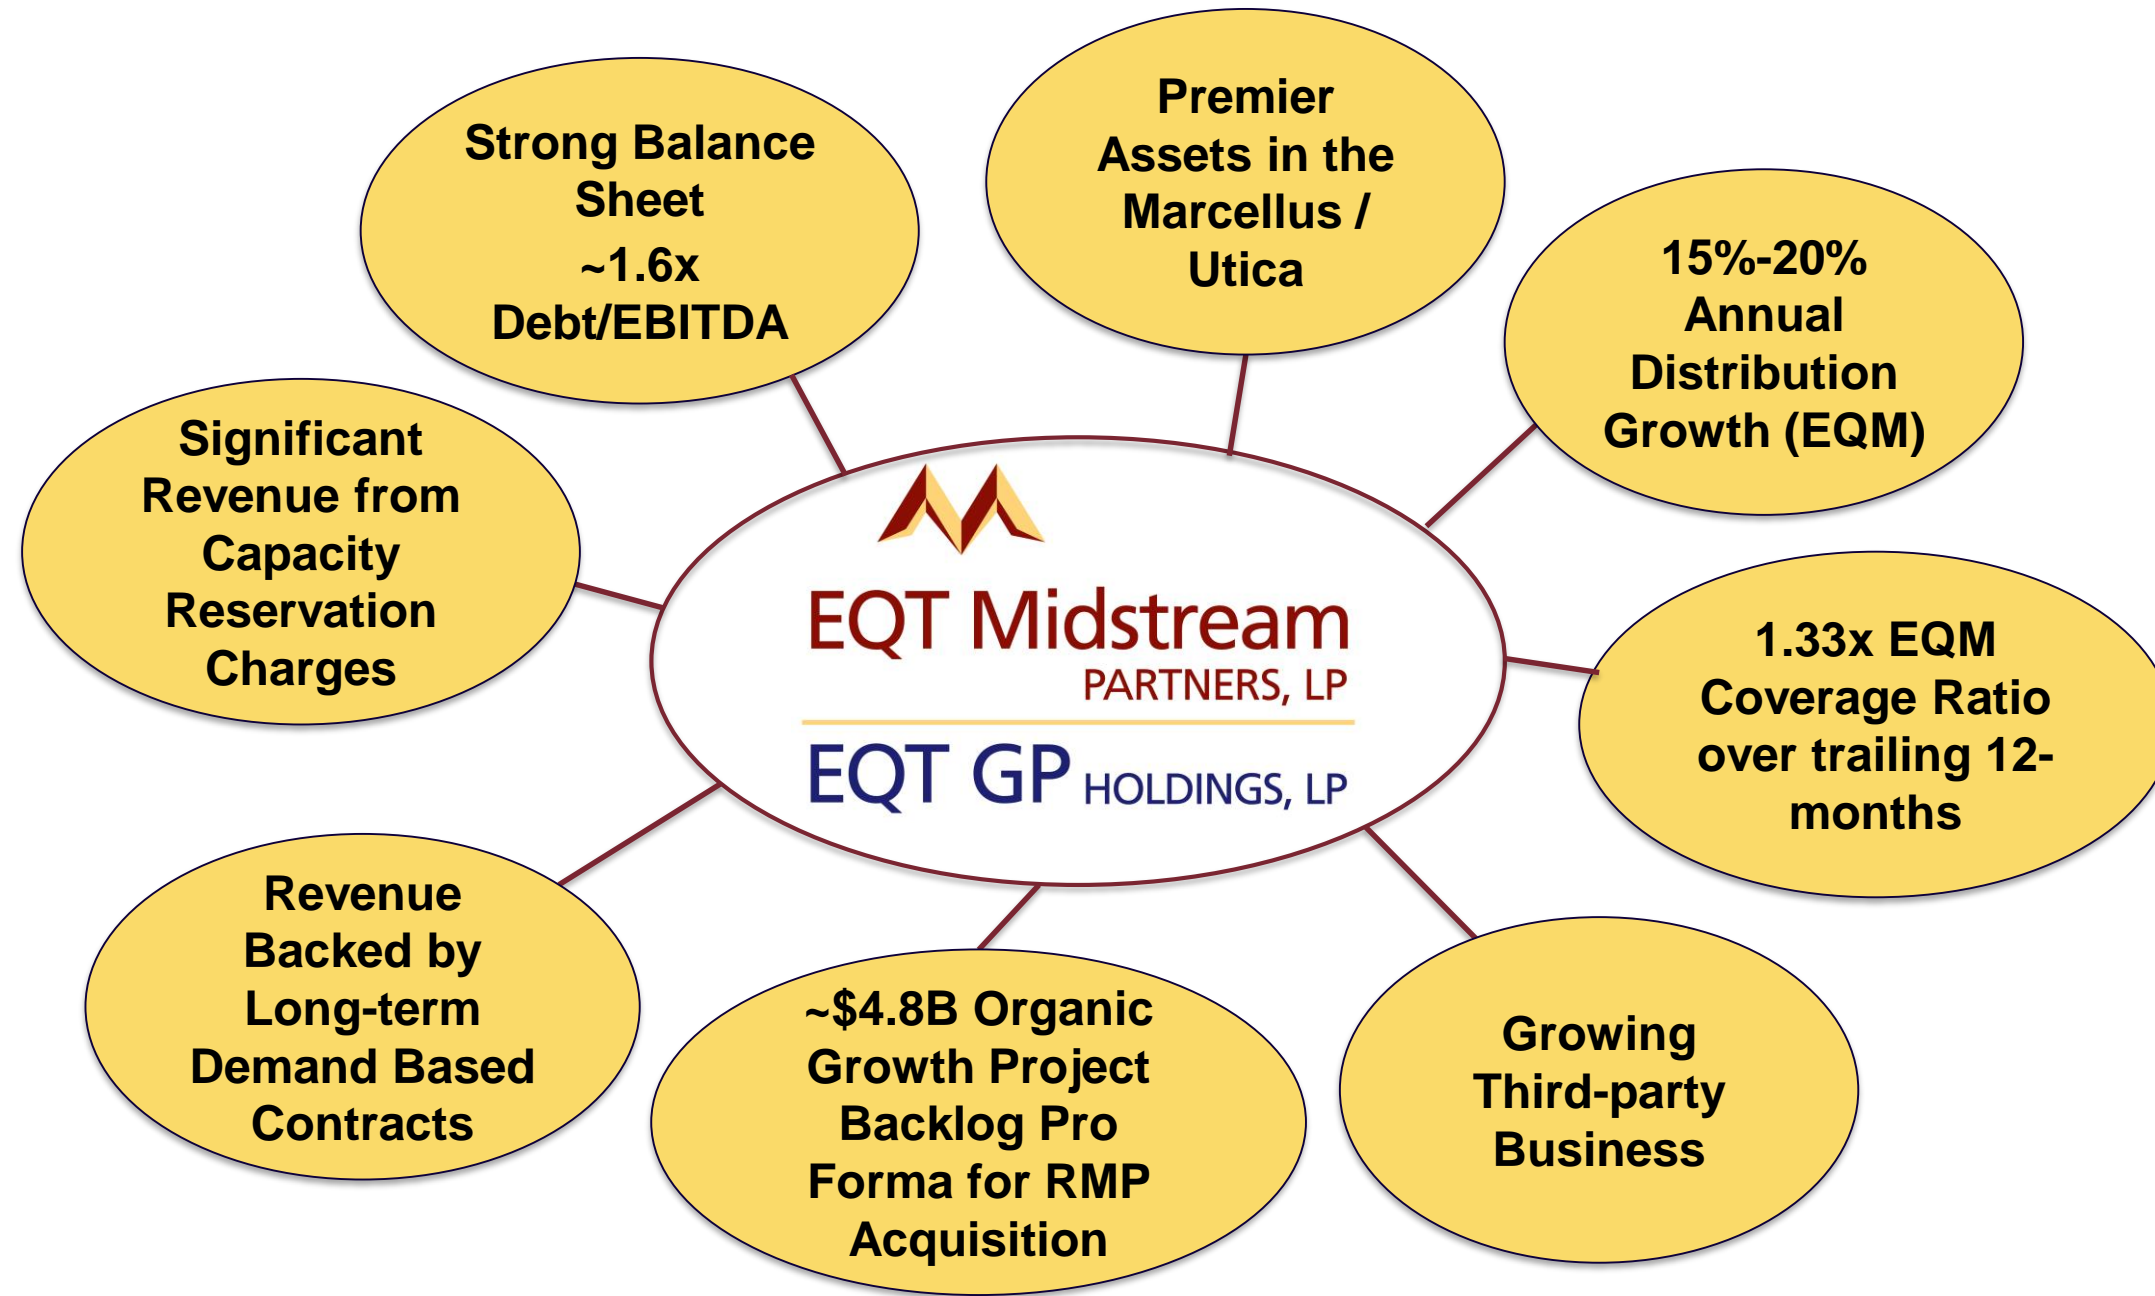 Premier
Assets in the
Marcellus /
Utica
Strong Balance
Sheet
~1.6x
Debt/EBITDA
15%-20%
Annual
Distribution
Growth (EQM)
Significant
Revenue from
Capacity
Reservation
Charges
EQT Midstream
PARTNERS, LP
EQT GP HOLDINGS, LP
1.33x EQM
Coverage Ratio
over trailing 12-
months
Revenue
Backed by
Long-term
Demand Based
Contracts
~$4.8B Organic
Growth Project
Backlog Pro
Forma for RMP
Acquisition
Growing
Third-party
Business